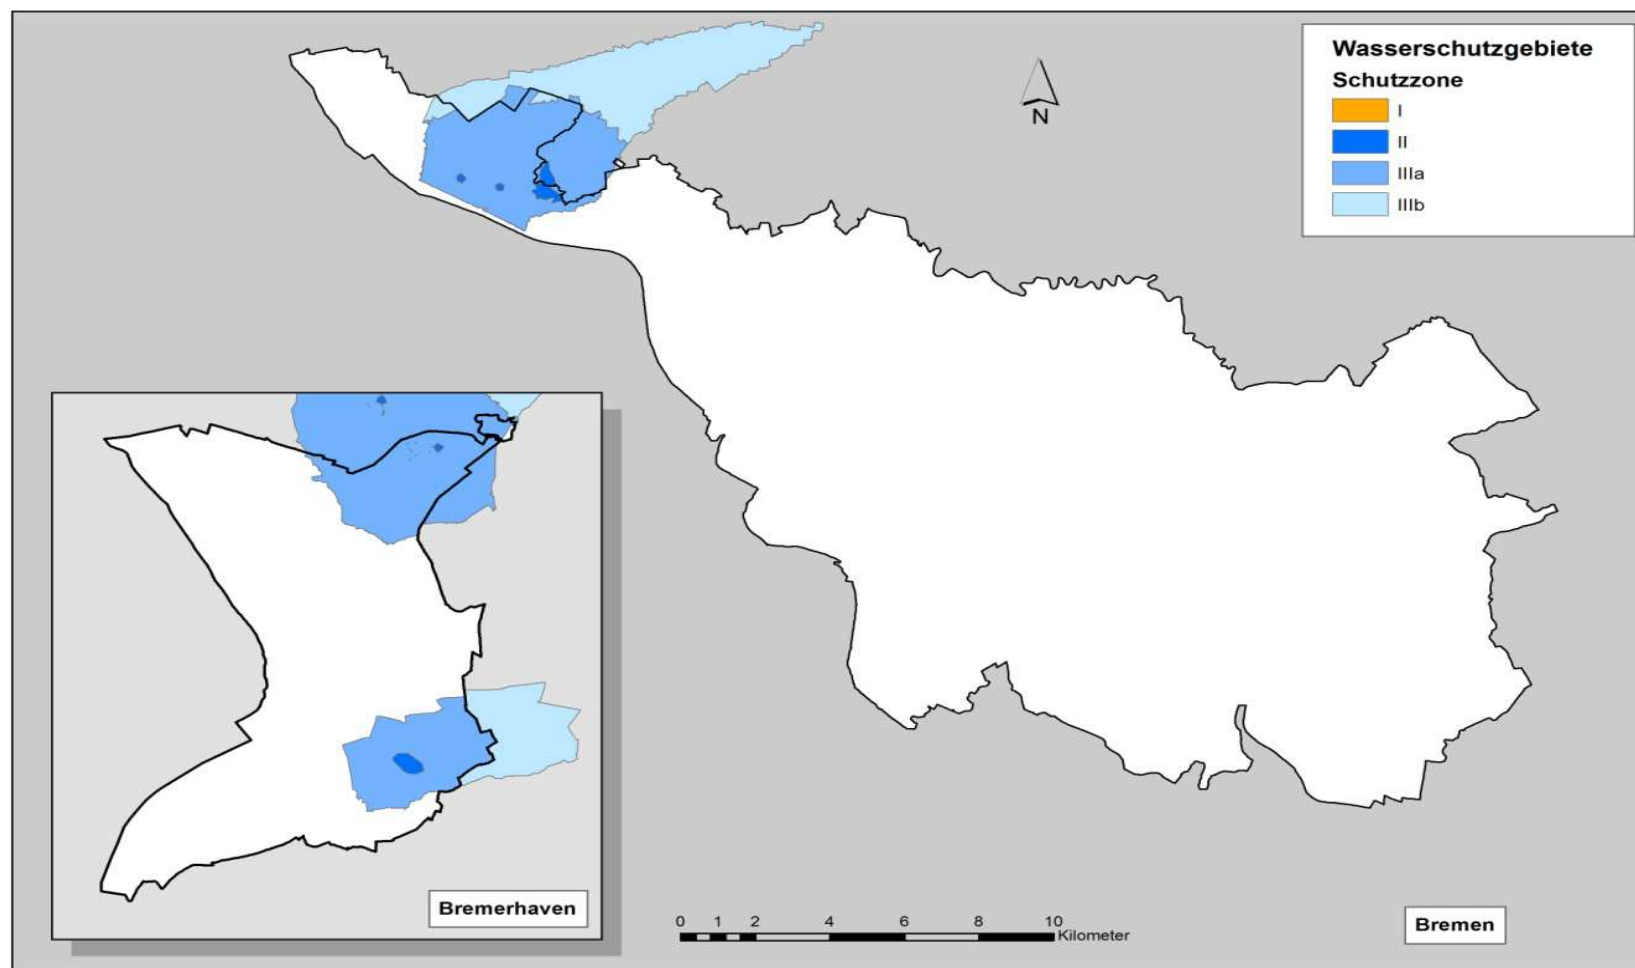 Wasserschutzgebiete
Schutzzone
I
II
IIIa
IIIb
N
Bremerhaven
0 1 2 4 6 8 10
Kilometer
Bremen